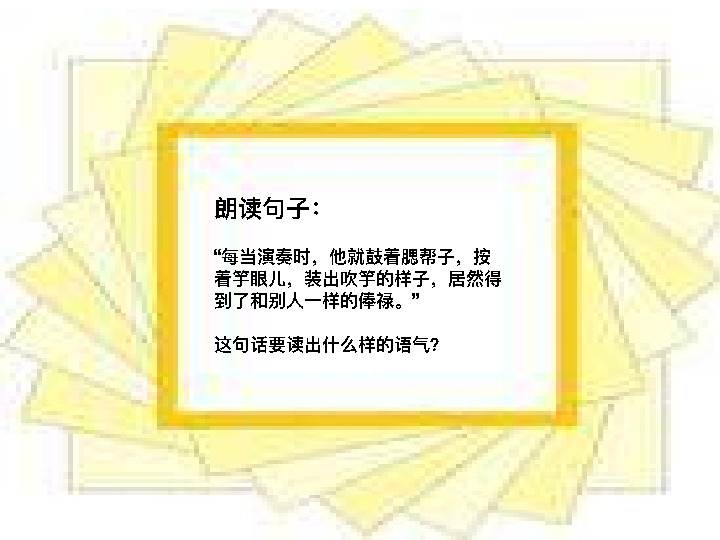 朗读句子：
“每当演奏时，他就鼓着腮帮子，按
着竽眼儿，装出吹竽的样子，居然得
到了和别人一样的俸禄。”
这句话要读出什么样的语气?